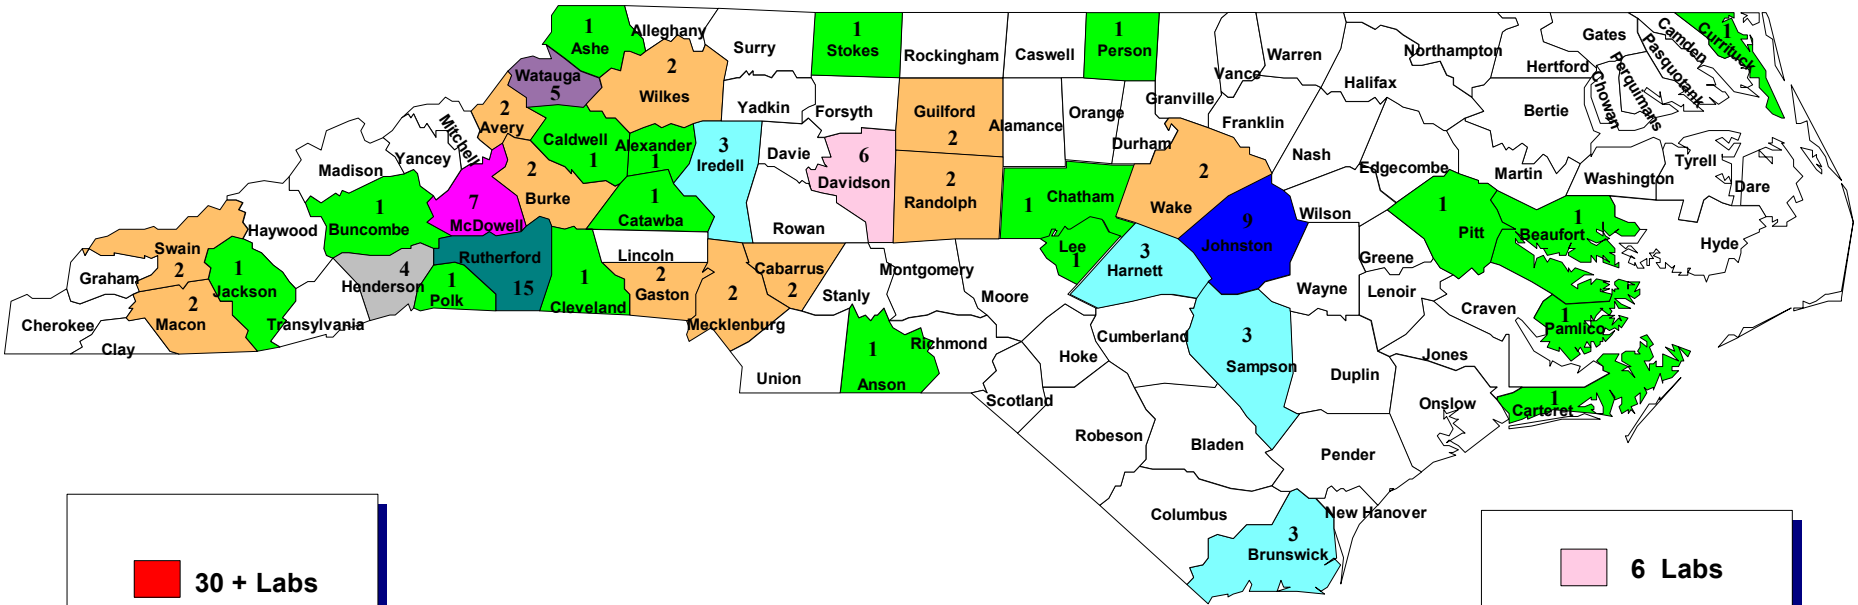 1
Ashe
Alleghany
Surry
1
Stokes
Rockingham
Caswell
1
Person
Vance
Warren
Northampton
Gates
Hertford
Camden
Pasquotank
Perquimans
Chowan
1
Currituck
Watauga
5
2
Wilkes
Yadkin
Forsyth
Guilford
2
Alamance
Orange
Durham
Granville
Franklin
Halifax
Bertie
2
Avery
Mitchell
Yancey
Madison
Caldwell
1
Alexander
1
3
Iredell
Davie
6
Davidson
2
Randolph
1
Chatham
2
Wake
Nash
Edgecombe
Martin
Washington
Tyrell
Dare
2
Burke
7
McDowell
1
Buncombe
Haywood
1
Catawba
Rowan
Lee
1
3
Harnett
9
Johnston
Wilson
Greene
1
Pitt
1
Beaufort
Hyde
Swain
2
Graham
1
Jackson
4
Henderson
Rutherford
15
1
Polk
1
Cleveland
Lincoln
2
Gaston
2
Mecklenburg
Cabarrus
2
Stanly
Montgomery
Moore
Wayne
Lenoir
Craven
1
Pamlico
Cherokee
Clay
2
Macon
Transylvania
Union
1
Anson
Richmond
Scotland
Hoke
Cumberland
3
Sampson
Duplin
Jones
Onslow
1
Carteret
Robeson
Bladen
Pender
Columbus
3
Brunswick
New Hanover
30 + Labs
6 Labs